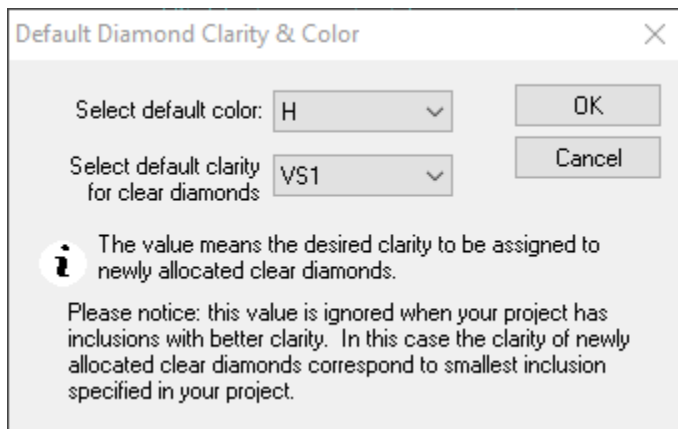 Default Diamond Clarity & Color
Select default color: H
OK
Select default clarity
for clear diamonds
VS1
Cancel
The value means the desired clarity to be assigned to
newly allocated clear diamonds.
Please notice: this value is ignored when your project has
inclusions with better clarity. In this case the clarity of newly
allocated clear diamonds correspond to smallest inclusion
specified in your project.